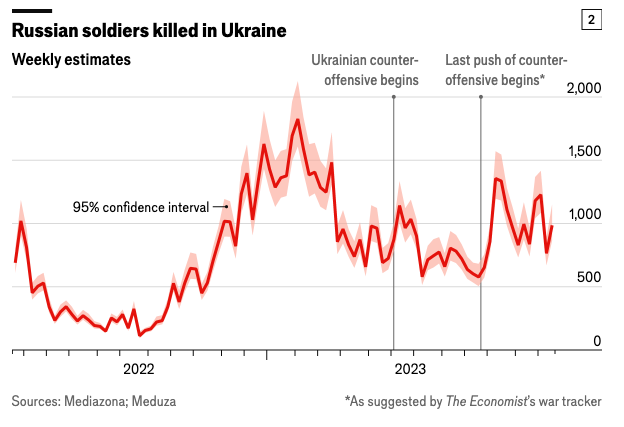 2
Russian soldiers killed in Ukraine
Weekly estimates
Ukrainian counter-
offensive begins
Last push of counter-
offensive begins*
2,000
1,500
95% confidence interval
1,000
500
0
2022
2023
Sources: Mediazona; Meduza
*As suggested by The Economist's war tracker